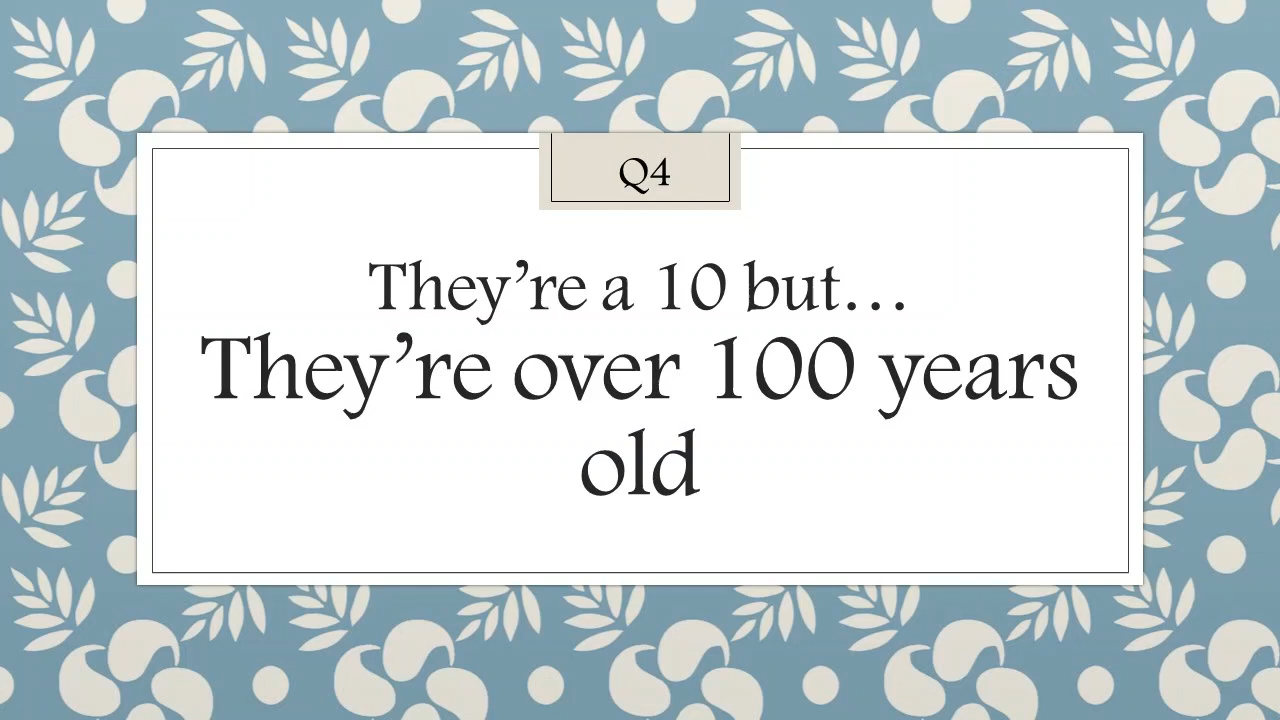 Q4
They’re a 10 but…
They’re over 100 years
old